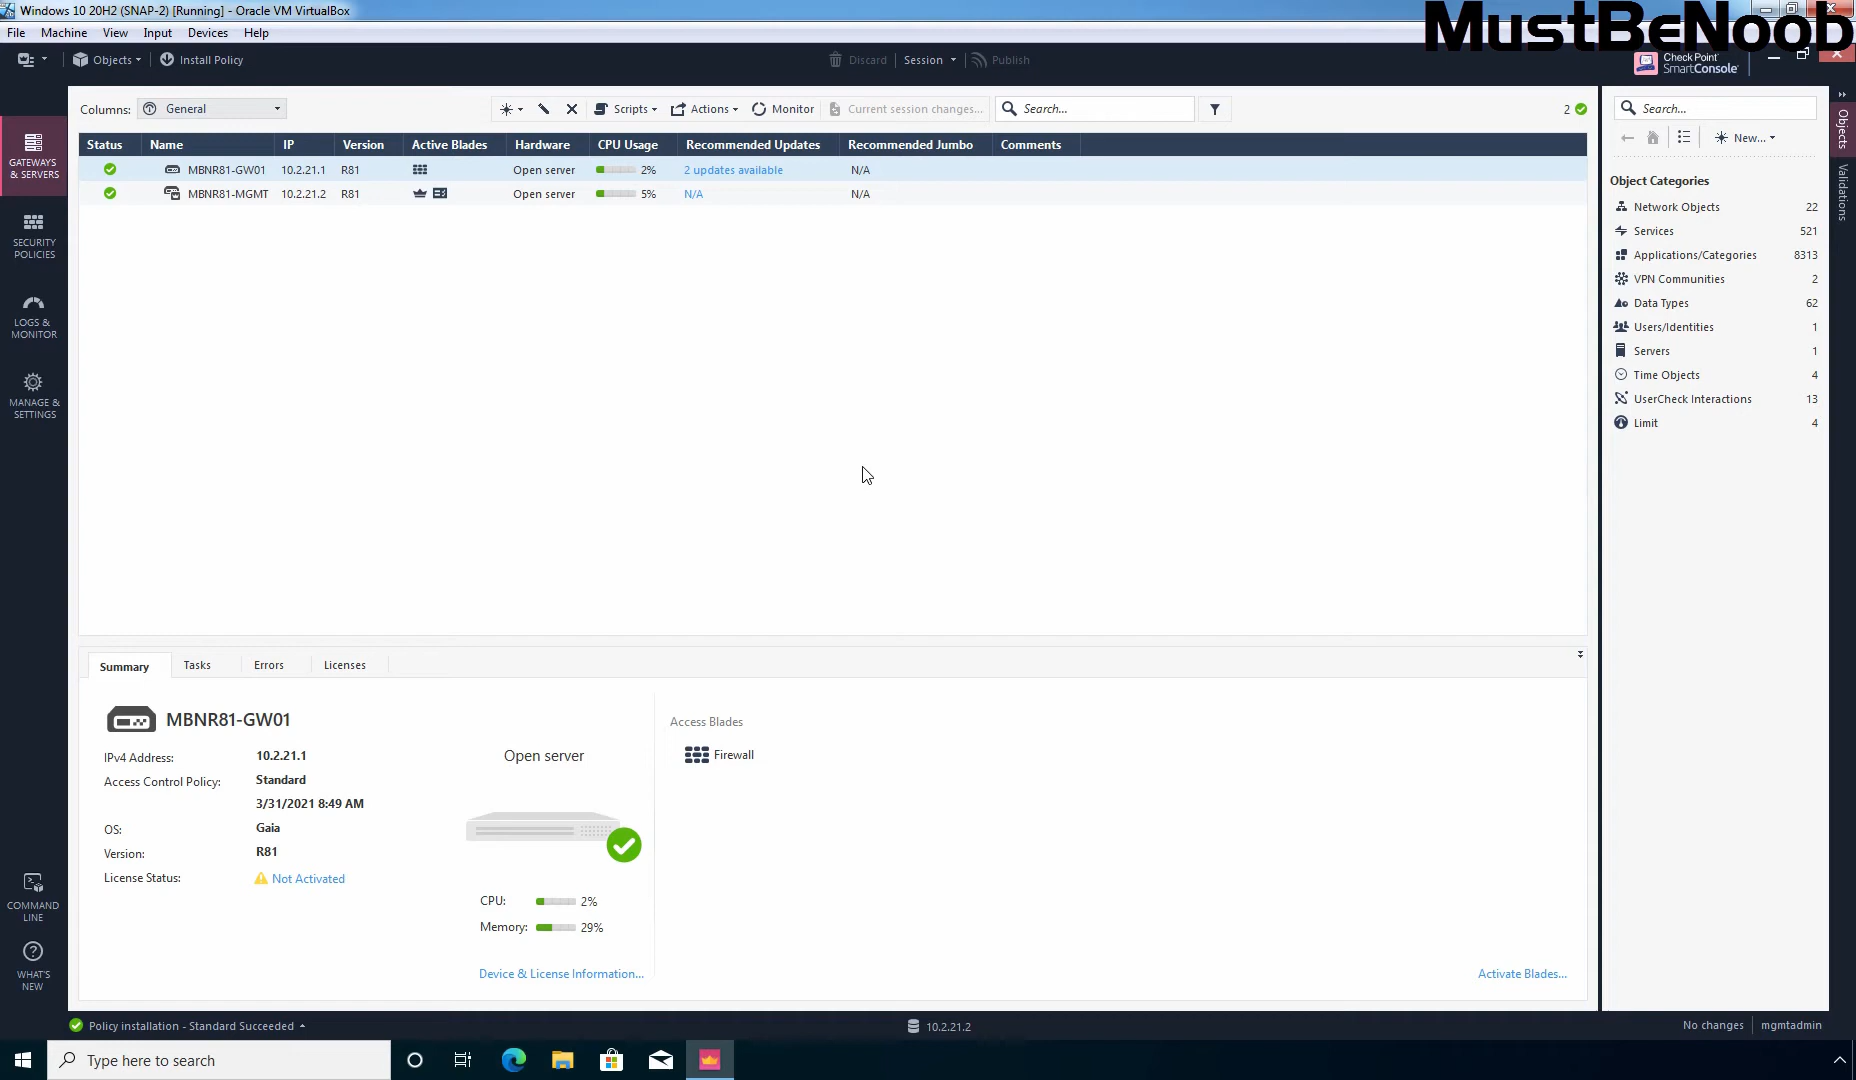 Windows 10 20H2 (SNAP-2) [Running] - Oracle VM VirtualBox
MustBeNoob
File Machine View Input Devices Help
Objects Install Policy Discard Session Publish
Check Point
SmartConsole
Columns: General Scripts Actions Monitor Current session changes... Search... 2
Status Name IP Version Active Blades Hardware CPU Usage Recommended Updates Recommended Jumbo Comments
MBNR81-GW01 10.2.21.1 R81 Open server 2% 2 updates available N/A
MBNR81-MGMT 10.2.21.2 R81 Open server 5% N/A N/A
GATEWAYS
& SERVERS
SECURITY
POLICIES
LOGS &
MONITOR
MANAGE &
SETTINGS
COMMAND
LINE
WHAT'S
NEW
Search...
New...
Object Categories
Network Objects 22
Services 521
Applications/Categories 8313
VPN Communities 2
Data Types 62
Users/Identities 1
Servers 1
Time Objects 4
UserCheck Interactions 13
Limit 4
Objects
Validations
Summary Tasks Errors Licenses
MBNR81-GW01
IPv4 Address: 10.2.21.1
Access Control Policy: Standard
3/31/2021 8:49 AM
OS: Gaia
Version: R81
License Status: Not Activated
Open server
CPU: 2%
Memory: 29%
Device & License Information...
Access Blades
Firewall
Activate Blades...
Policy installation - Standard Succeeded 10.2.21.2 No changes mgmtadmin
Type here to search